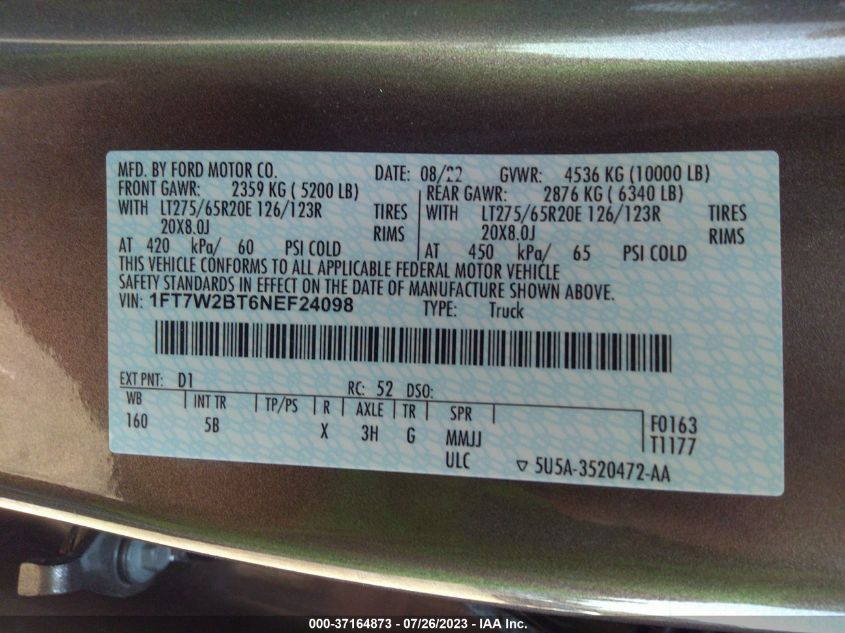 MFD. BY FORD MOTOR CO. DATE: 08/22 GVWR: 4536 KG (10000 LB)
FRONT GAWR: 2359 KG ( 5200 LB) REAR GAWR: 2876 KG ( 6340 LB)
WITH LT275/65R20E 126/123R TIRES WITH LT275/65R20E 126/123R TIRES
20X8.0J RIMS 20X8.0J RIMS
AT 420 kPa/ 60 PSI COLD AT 450 kPa/ 65 PSI COLD
THIS VEHICLE CONFORMS TO ALL APPLICABLE FEDERAL MOTOR VEHICLE
SAFETY STANDARDS IN EFFECT ON THE DATE OF MANUFACTURE SHOWN ABOVE.
VIN: 1FT7W2BT6NEF24098 TYPE: Truck
EXT PNT: D1 RC: 52 DSO:
WB INT TR TP/PS R AXLE TR SPR
160 5B X 3H G MMJJ F0163
ULC T1177
▽ 5U5A-3520472-AA
000-37164873 / 07/26/2023 - IAA Inc.